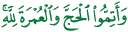 وَأَتِمُّوا الْحَجَّ وَالْعُمْرَةَ لِلَّهِ ۚ